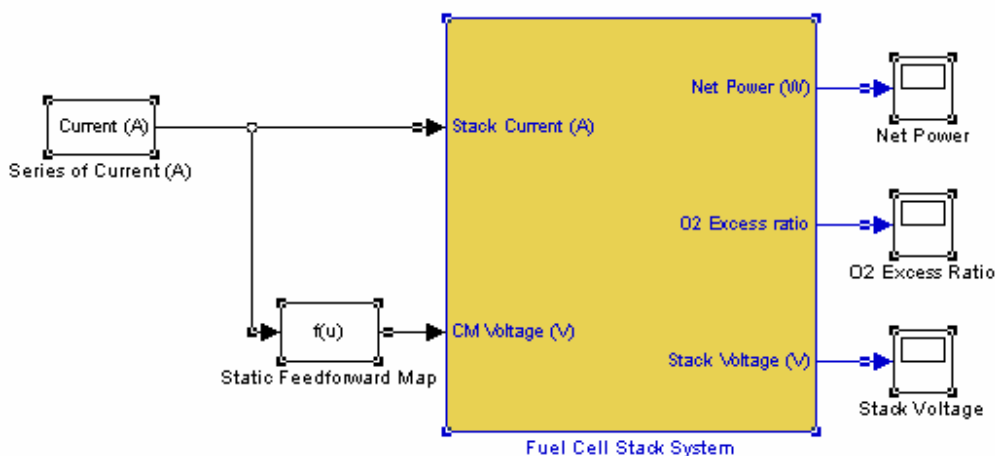 Current (A)
Series of Current (A)
f(u)
Static Feedforward Map
Stack Current (A)
CM Voltage (V)
Net Power (W)
O2 Excess ratio
Stack Voltage (V)
Fuel Cell Stack System
Net Power
O2 Excess Ratio
Stack Voltage